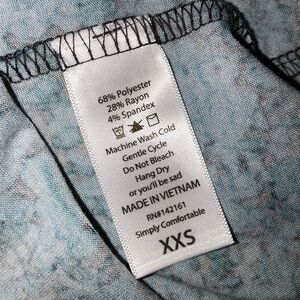 68% Polyester
28% Rayon
4% Spandex
Machine Wash Cold
Gentle Cycle
Do Not Bleach
Hang Dry
or you'll be sad
MADE IN VIETNAM
RN#142161
Simply Comfortable
XXS